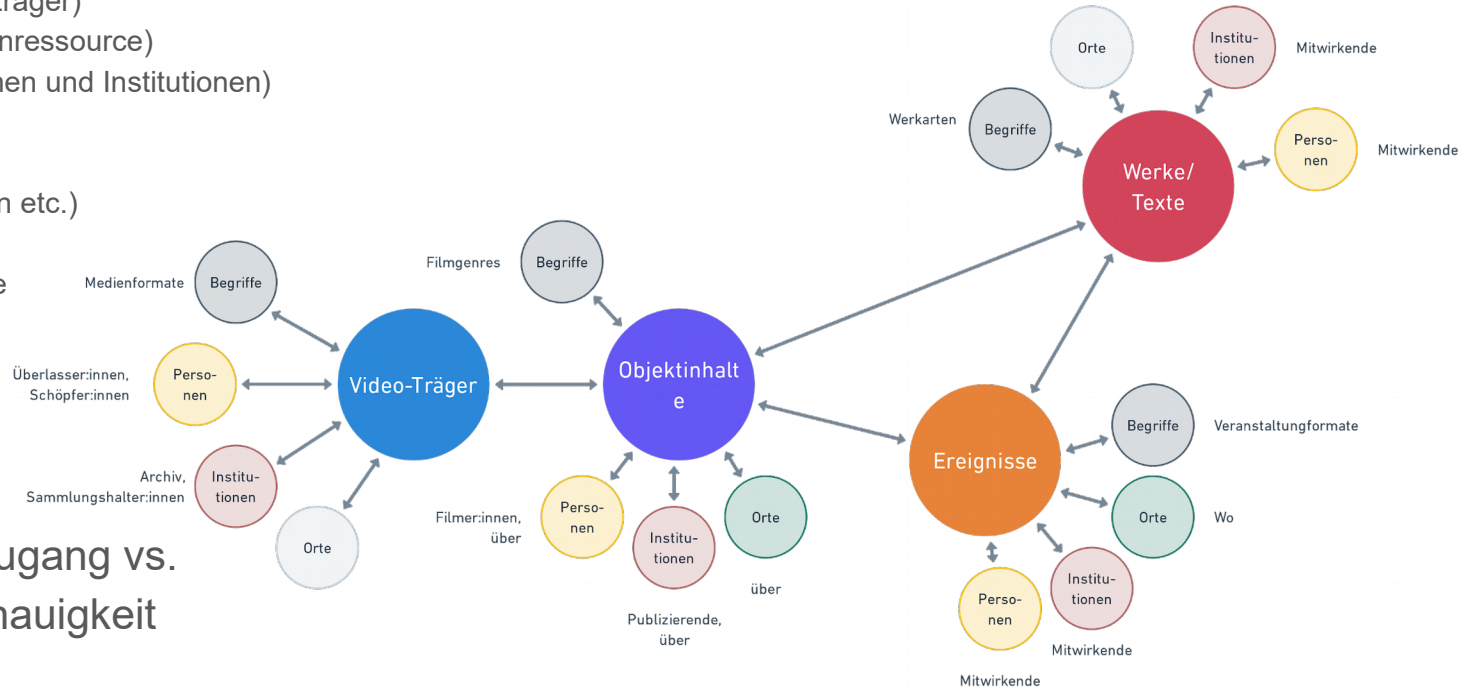 träger)
nressource)
nen und Institutionen)
n etc.)
e
ugang vs.
nauigkeit
Medienformate
Begriffe
Überlasser:innen,
Schöpfer:innen
Perso-
nen
Archiv,
Sammlungshalter:innen
Institu-
tionen
Orte
Video-Träger
Filmgenres
Begriffe
Objektinhalt
e
Filmer:innen,
über
Perso-
nen
Institu-
tionen
Publizierende,
über
Orte
über
Werkarten
Begriffe
Orte
Institu-
tionen
Mitwirkende
Perso-
nen
Mitwirkende
Werke/
Texte
Ereignisse
Begriffe
Veranstaltungformate
Orte
Wo
Institu-
tionen
Mitwirkende
Perso-
nen
Mitwirkende